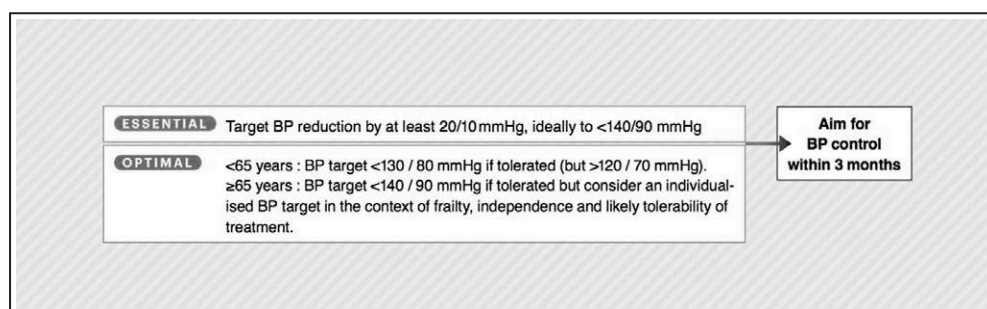 ESSENTIAL Target BP reduction by at least 20/10 mmHg, ideally to <140/90 mmHg
OPTIMAL <65 years : BP target <130 / 80 mmHg if tolerated (but >120 / 70 mmHg).
≥65 years : BP target <140 / 90 mmHg if tolerated but consider an individual-
ised BP target in the context of frailty, independence and likely tolerability of
treatment.
Aim for
BP control
within 3 months